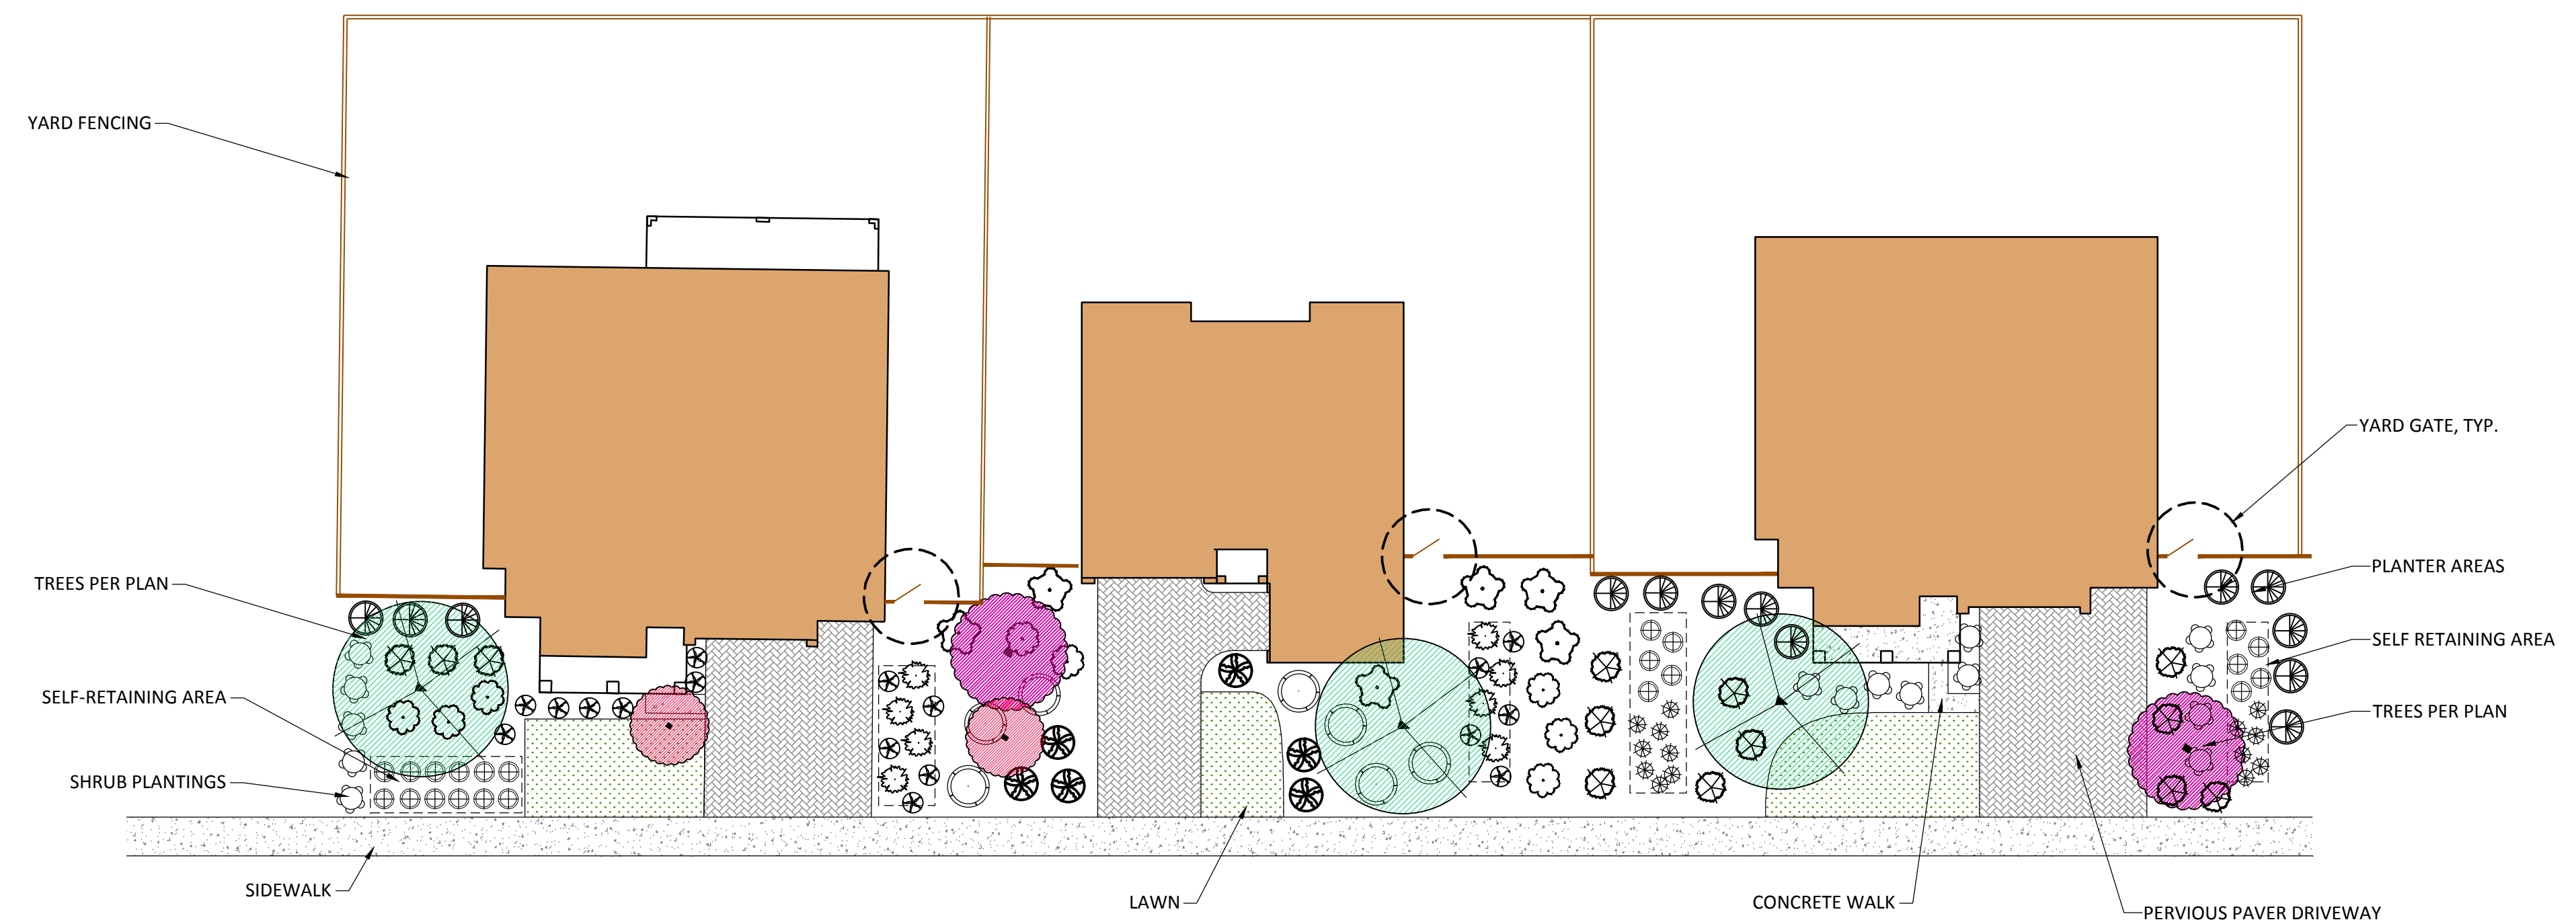 YARD FENCING
YARD GATE, TYP.
TREES PER PLAN
PLANTER AREAS
SELF RETAINING AREA
SELF-RETAINING AREA
TREES PER PLAN
SHRUB PLANTINGS
SIDEWALK
LAWN
CONCRETE WALK
PERVIOUS PAVER DRIVEWAY